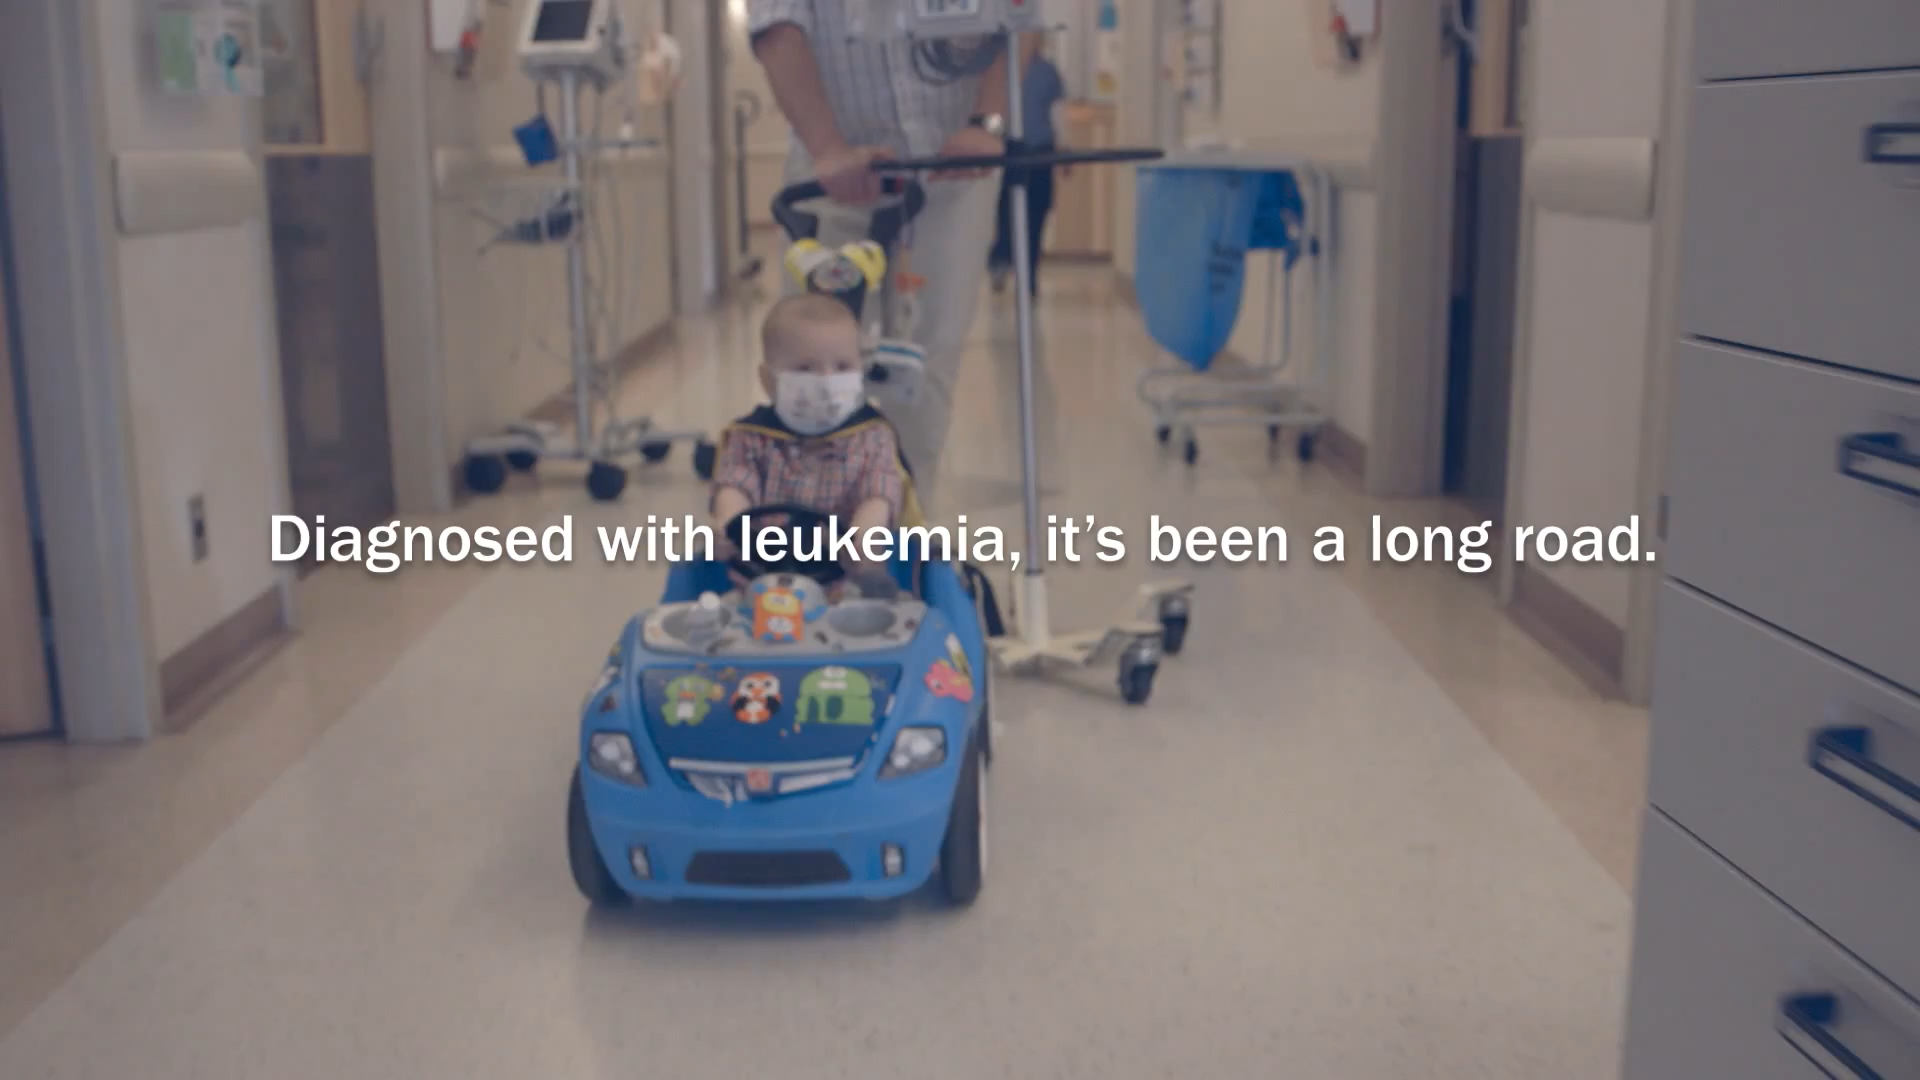 Diagnosed with leukemia, it’s been a long road.